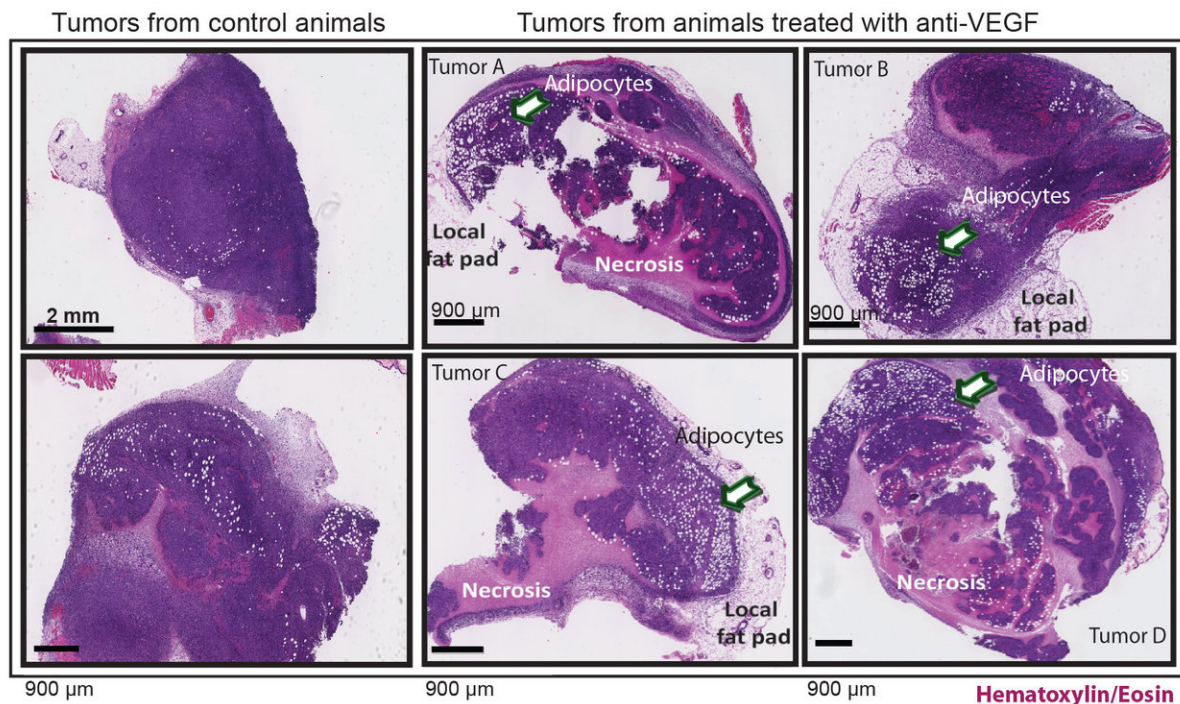 Tumors from control animals
Tumors from animals treated with anti-VEGF
2 mm
Tumor A
Adipocytes
Local
fat pad
Necrosis
900 µm
Tumor B
Adipocytes
900 µm
Local
fat pad
Tumor C
Adipocytes
Necrosis
Local
fat pad
Adipocytes
Necrosis
Tumor D
900 µm
900 µm
900 µm
Hematoxylin/Eosin